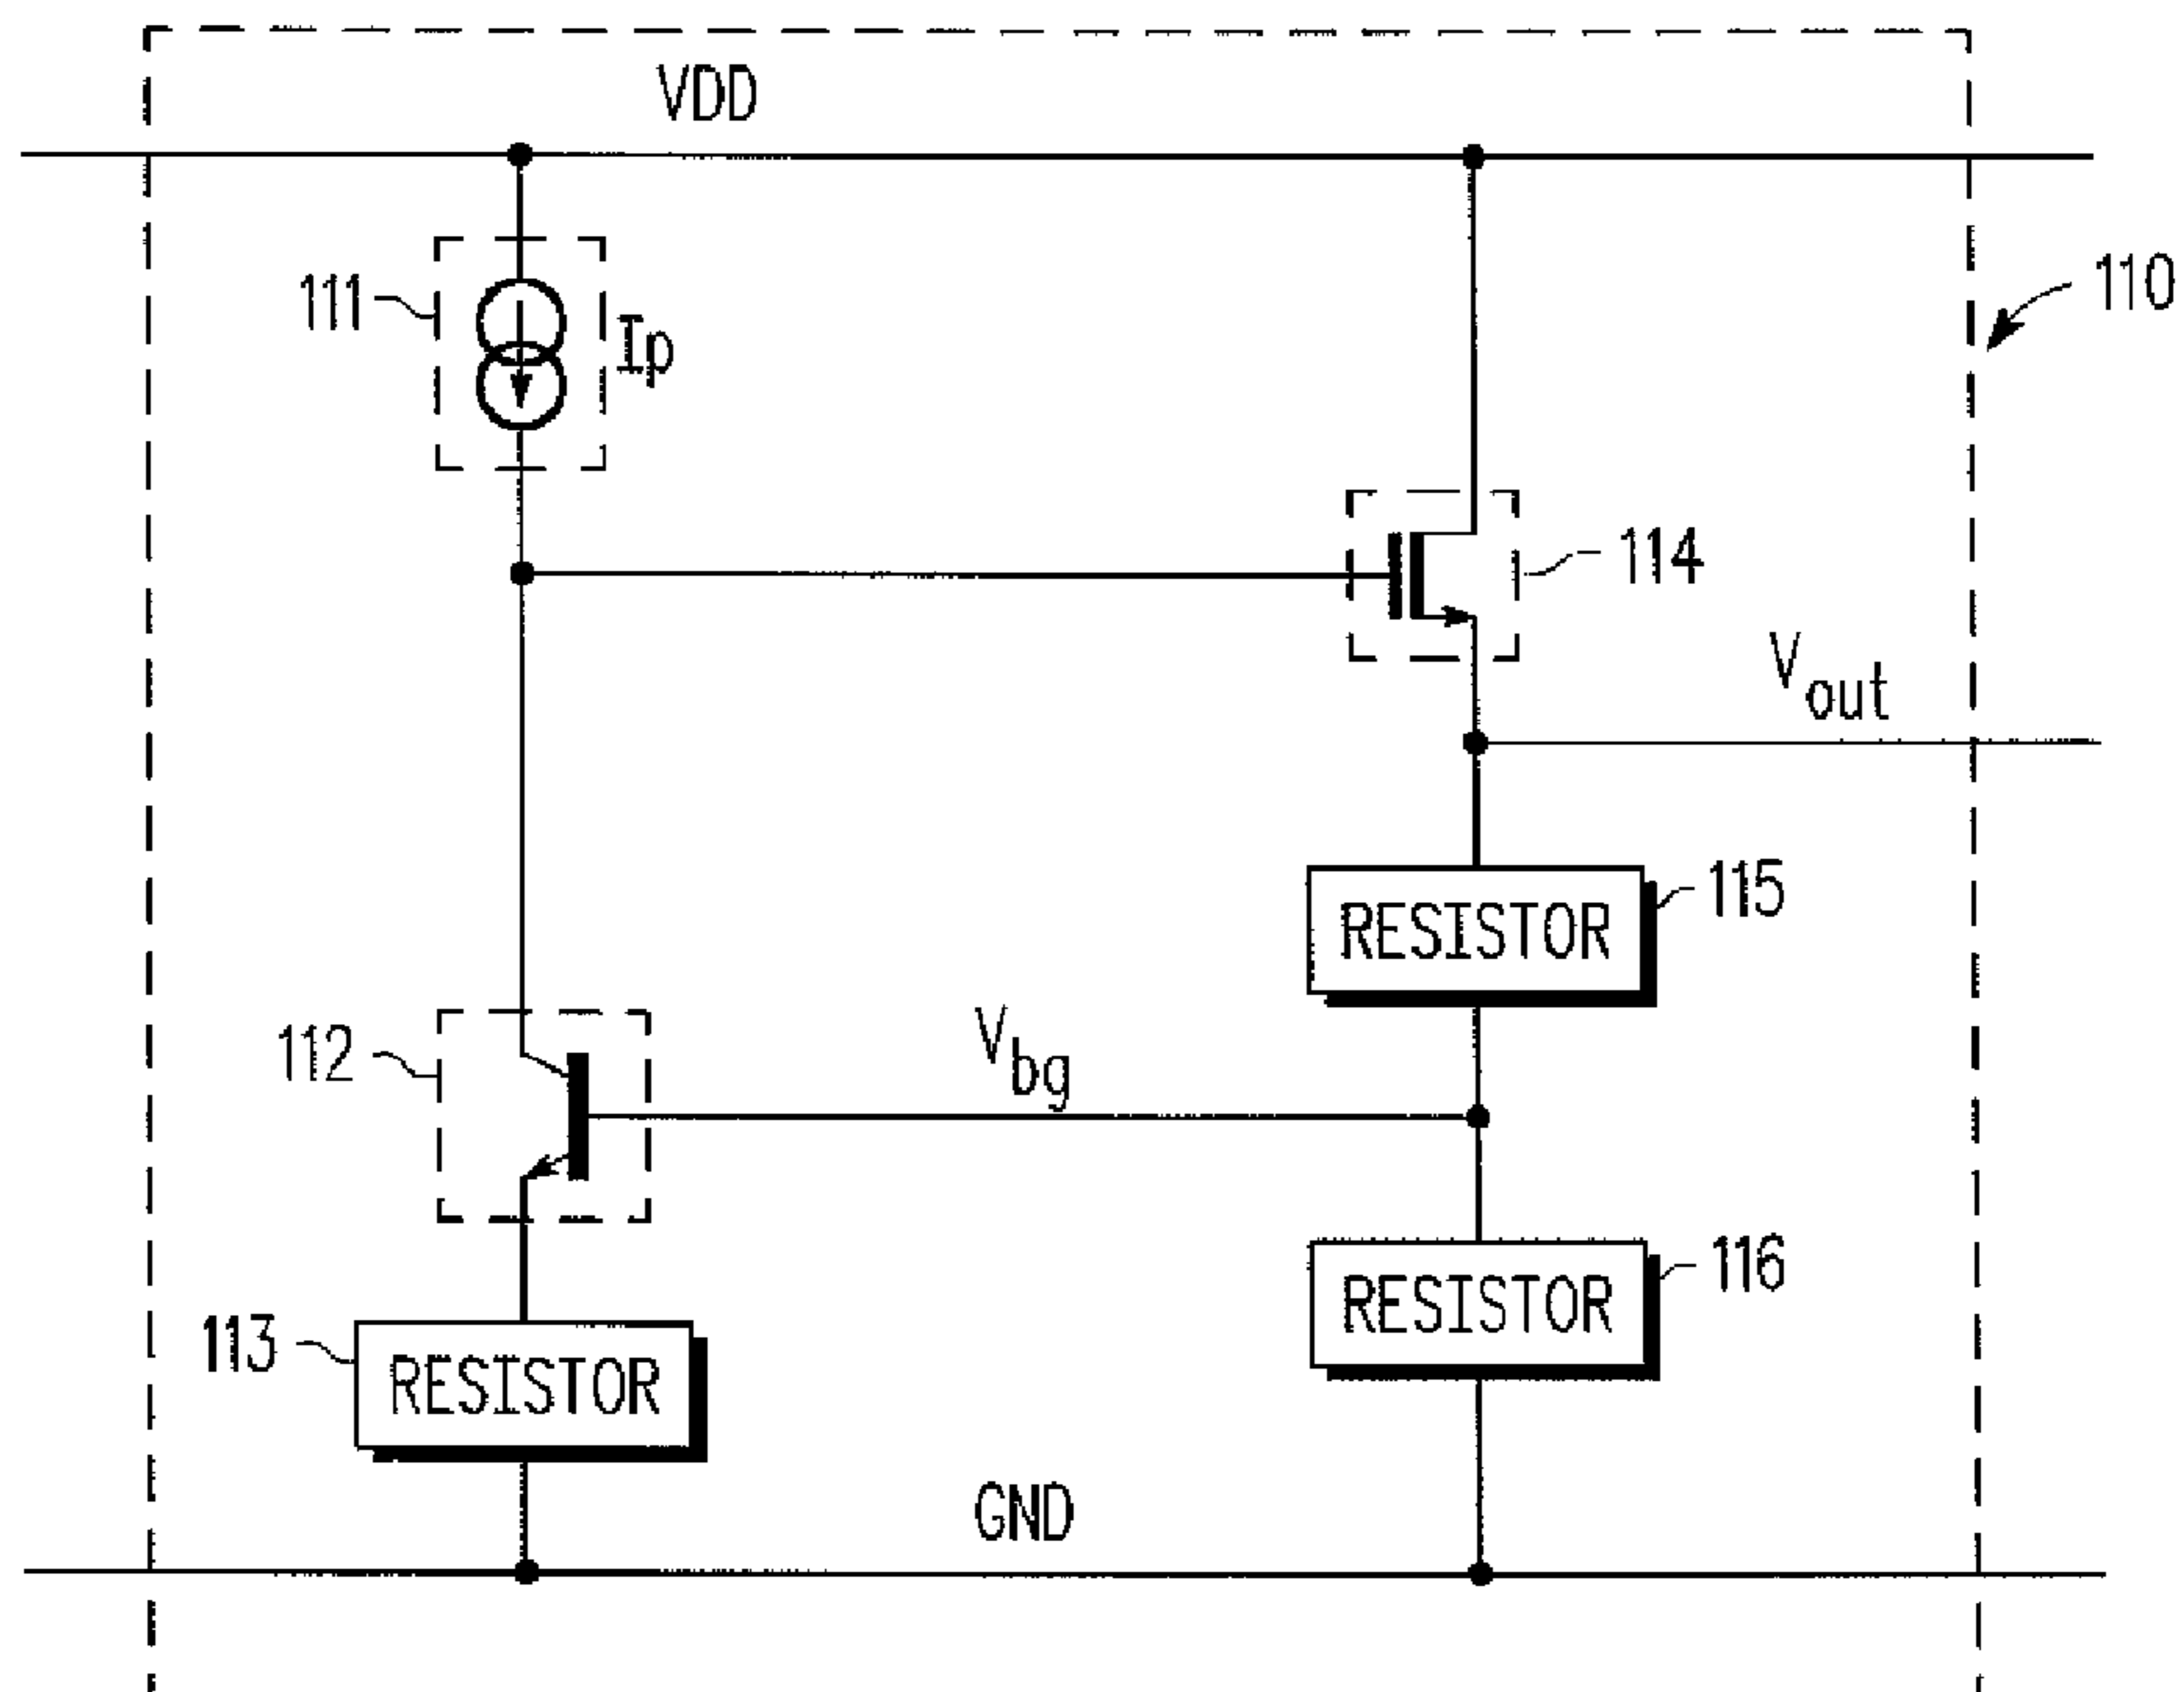 VDD
110
111
Ip
114
Vout
115
RESISTOR
112
Vbg
116
RESISTOR
113
RESISTOR
GND